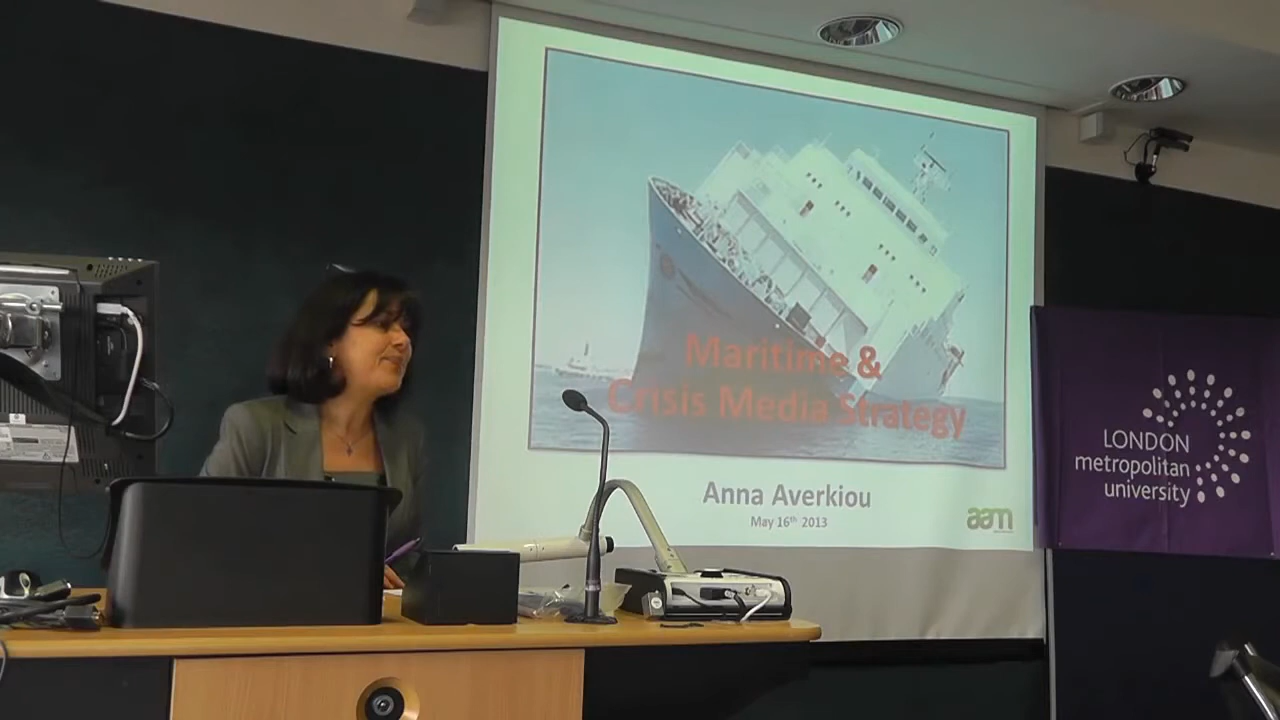 Maritime &
Crisis Media Strategy
Anna Averkiou
May 16th 2013
aam
LONDON
metropolitan
university